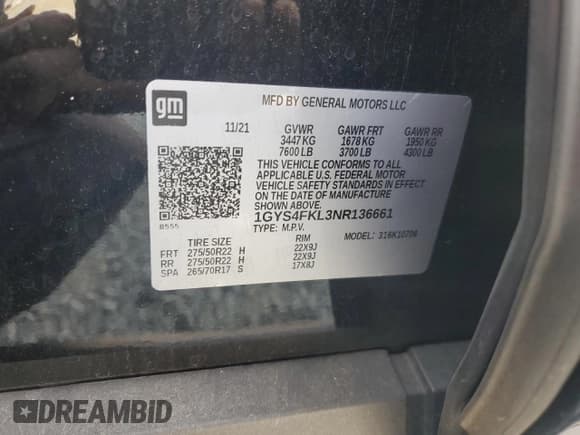 gm
MFD BY GENERAL MOTORS LLC
11/21 GVWR GAWR FRT GAWR RR
3447 KG 1678 KG 1950 KG
7600 LB 3700 LB 4300 LB
THIS VEHICLE CONFORMS TO ALL
APPLICABLE U.S. FEDERAL MOTOR
VEHICLE SAFETY STANDARDS IN EFFECT
ON THE DATE OF MANUFACTURE
SHOWN ABOVE.
1GYS4FKL3NR136661
TYPE: M.P.V. MODEL: 316K10706
8555
TIRE SIZE RIM
FRT 275/50R22 H 22X9J
RR 275/50R22 H 22X9J
SPA 265/70R17 S 17X8J
DREAMBID